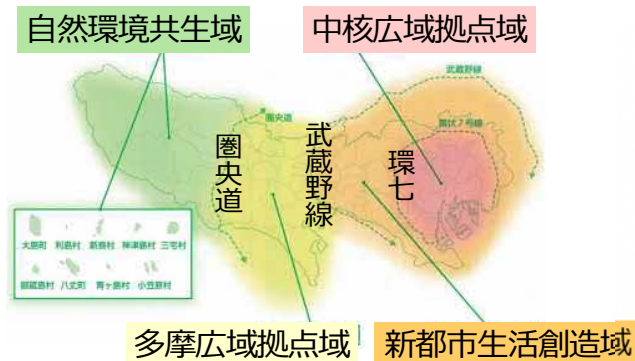 自然環境共生域
中核広域拠点域
武蔵野線
圏央道
環状7号線
圏央道
武蔵野線
環七
大島町 利島村 新島村 神津島村 三宅村
御蔵島村 八丈町 青ヶ島村 小笠原村
多摩広域拠点域
新都市生活創造域